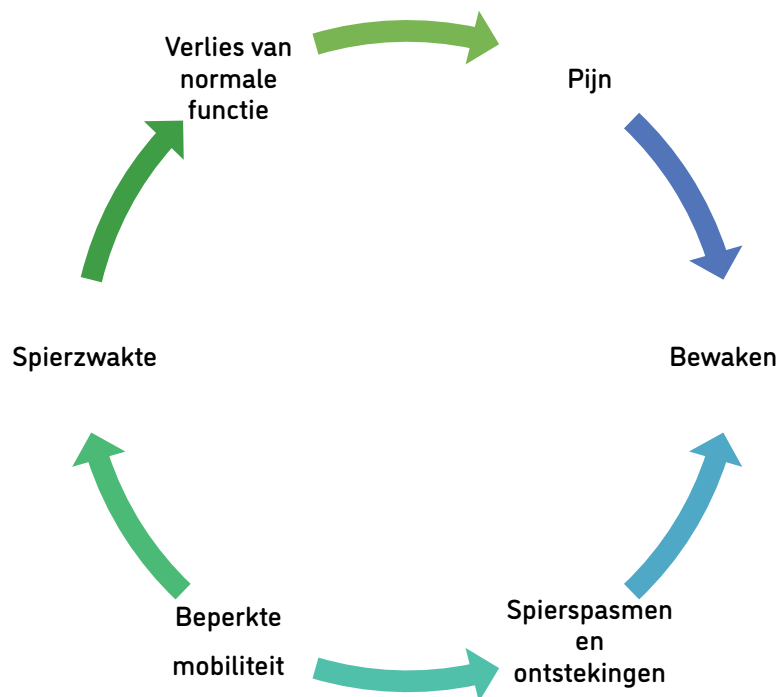 Verlies van
normale
functie
Pijn
Spierzwakte
Bewaken
Beperkte
mobiliteit
Spierspasmen
en
ontstekingen